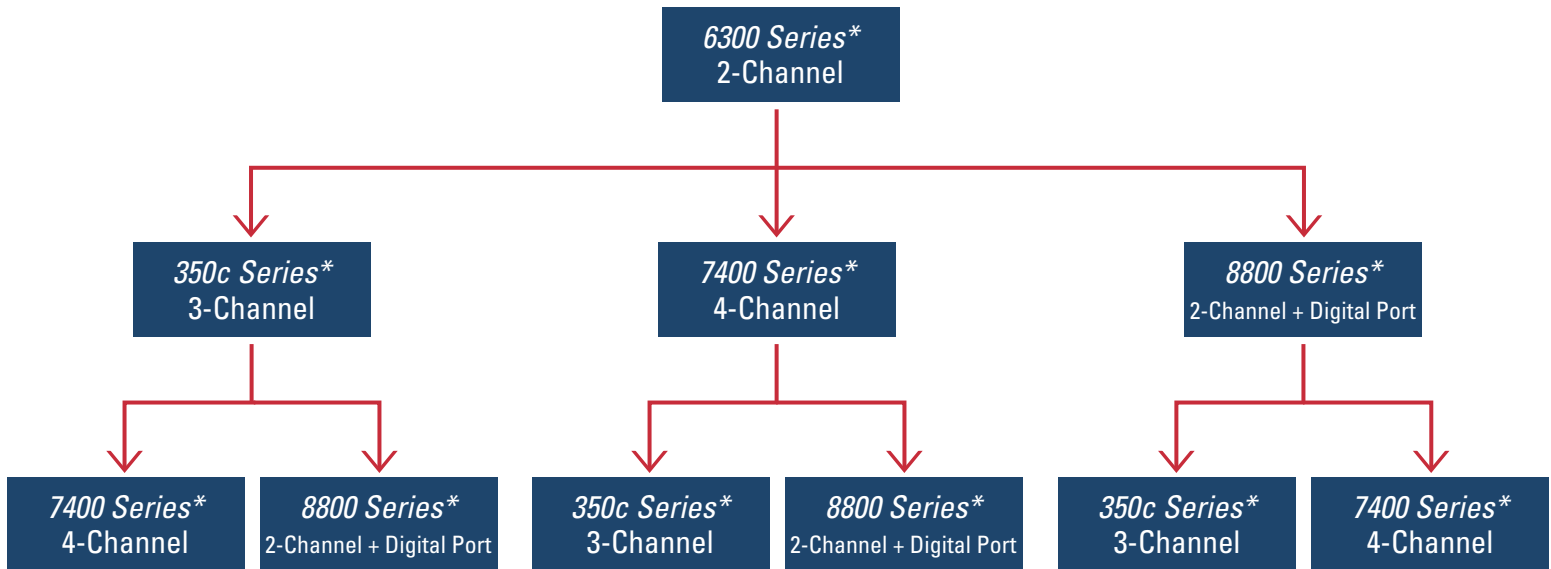 6300 Series*
2-Channel
350c Series*
3-Channel
7400 Series*
4-Channel
8800 Series*
2-Channel + Digital Port
7400 Series*
4-Channel
8800 Series*
2-Channel + Digital Port
350c Series*
3-Channel
8800 Series*
2-Channel + Digital Port
350c Series*
3-Channel
7400 Series*
4-Channel